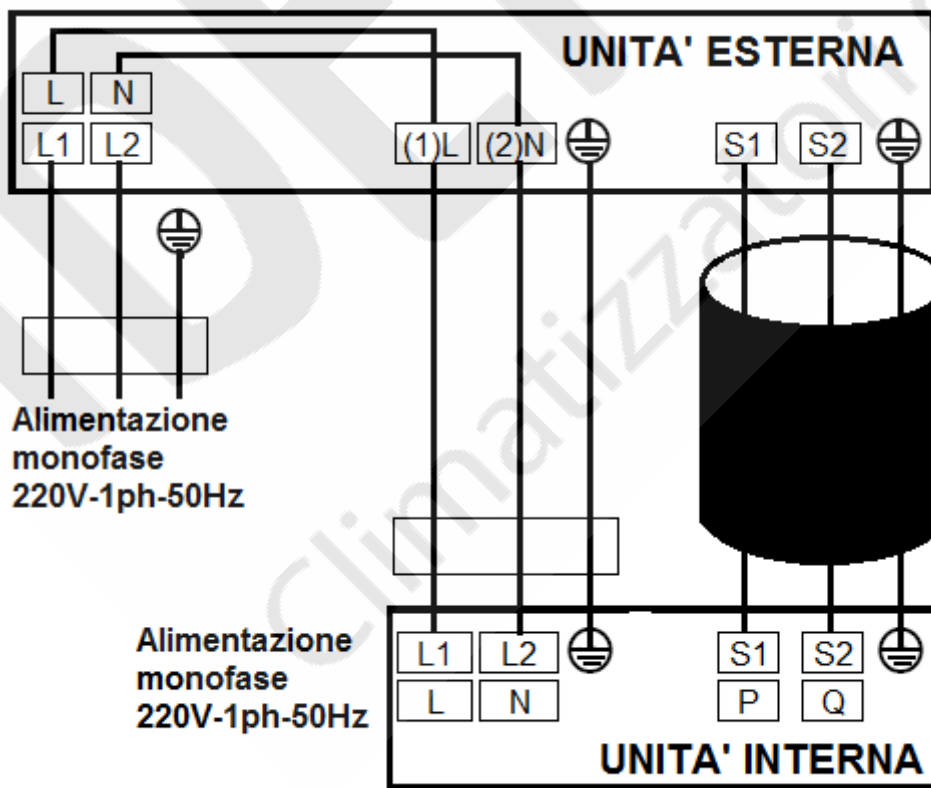 UNITA' ESTERNA
L N
L1 L2 (1)L (2)N S1 S2
Alimentazione
monofase
220V-1ph-50Hz
Alimentazione
monofase
220V-1ph-50Hz
L1 L2 S1 S2
L N P Q
UNITA' INTERNA
Climatizzatori